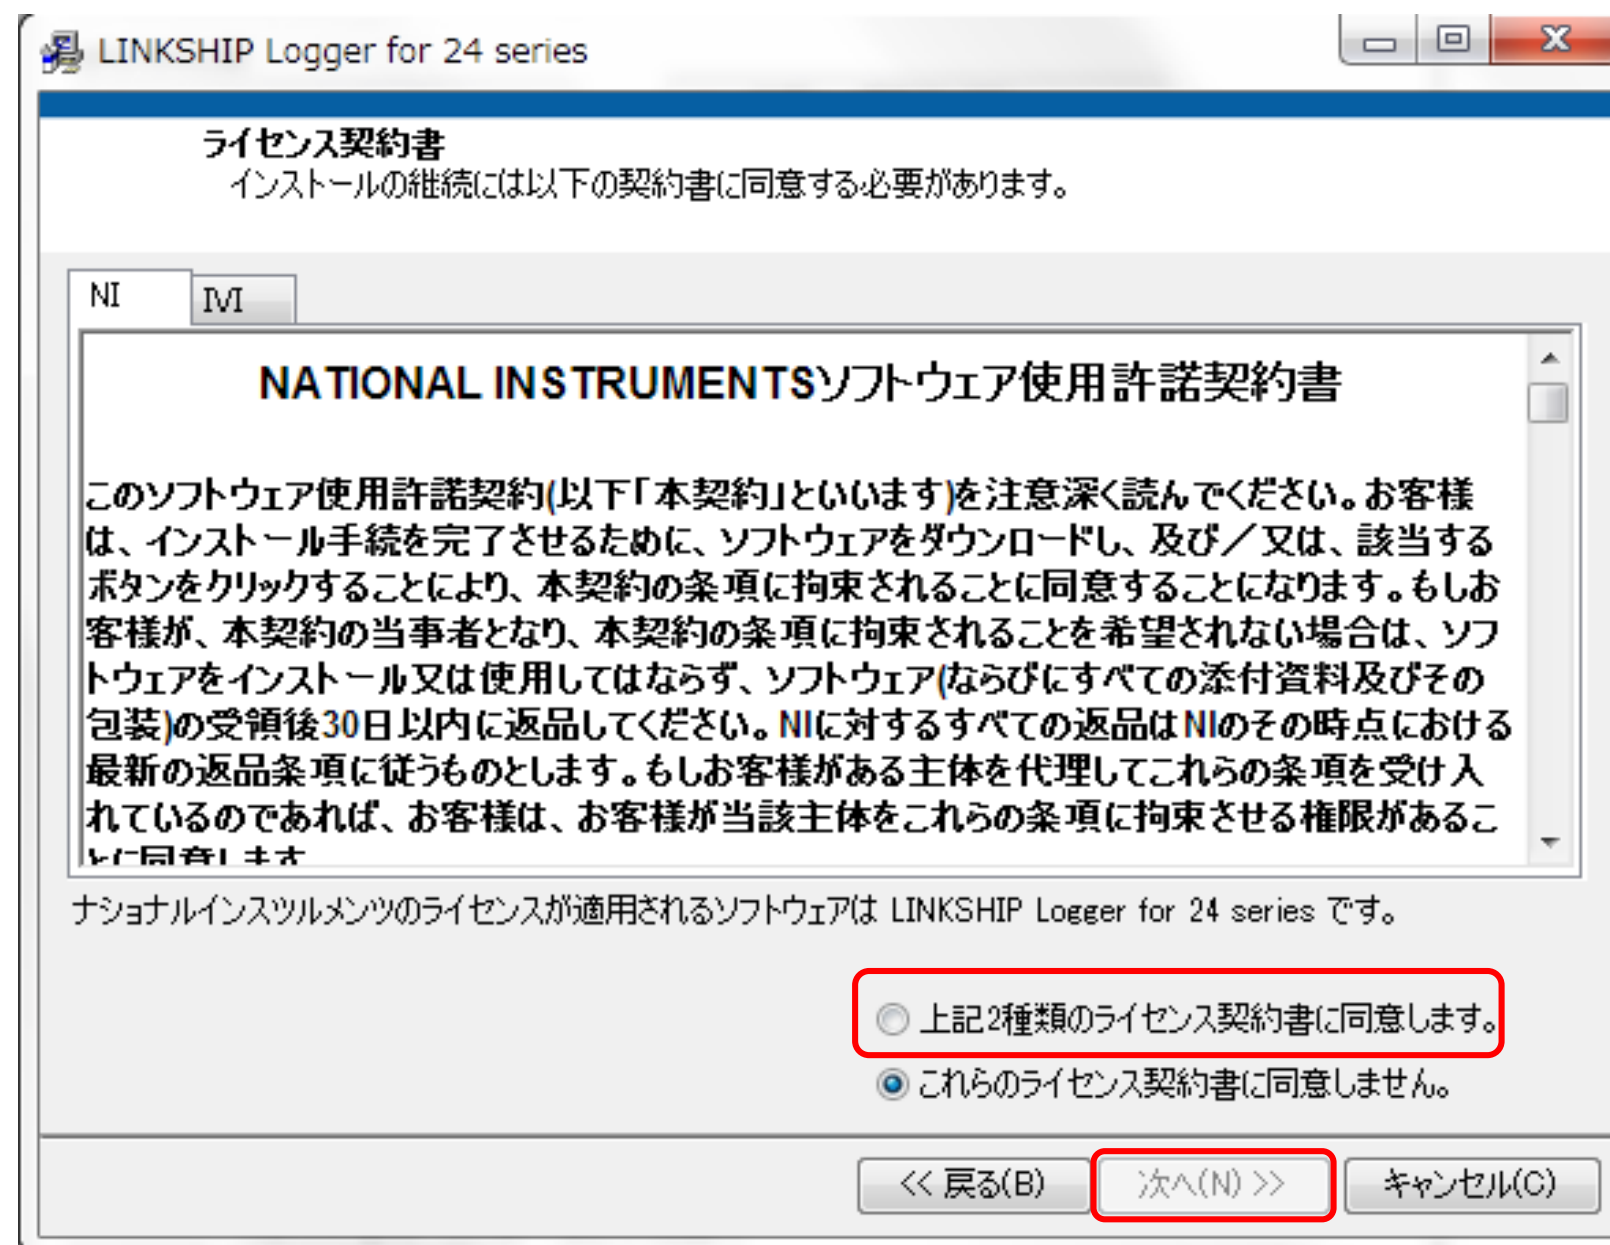 LINKSHIP Logger for 24 series
ライセンス契約書
インストールの継続には以下の契約書に同意する必要があります。
NI
IVI
NATIONAL INSTRUMENTSソフトウェア使用許諾契約書
このソフトウェア使用許諾契約(以下「本契約」といいます)を注意深く読んでください。お客様
は、インストール手続を完了させるために、ソフトウェアをダウンロードし、及び／又は、該当する
ボタンをクリックすることにより、本契約の条項に拘束されることに同意することになります。もしお
客様が、本契約の当事者となり、本契約の条項に拘束されることを希望されない場合は、ソフ
トウェアをインストール又は使用してはならず、ソフトウェア(ならびにすべての添付資料及びその
包装)の受領後30日以内に返品してください。NIに対するすべての返品はNIのその時点における
最新の返品条項に従うものとします。もしお客様がある主体を代理してこれらの条項を受け入
れているのであれば、お客様は、お客様が当該主体をこれらの条項に拘束させる権限があるこ
とに同意します
ナショナルインスツルメンツのライセンスが適用されるソフトウェアは LINKSHIP Logger for 24 series です。
上記2種類のライセンス契約書に同意します。
これらのライセンス契約書に同意しません。
<< 戻る(B)
次へ(N) >>
キャンセル(C)